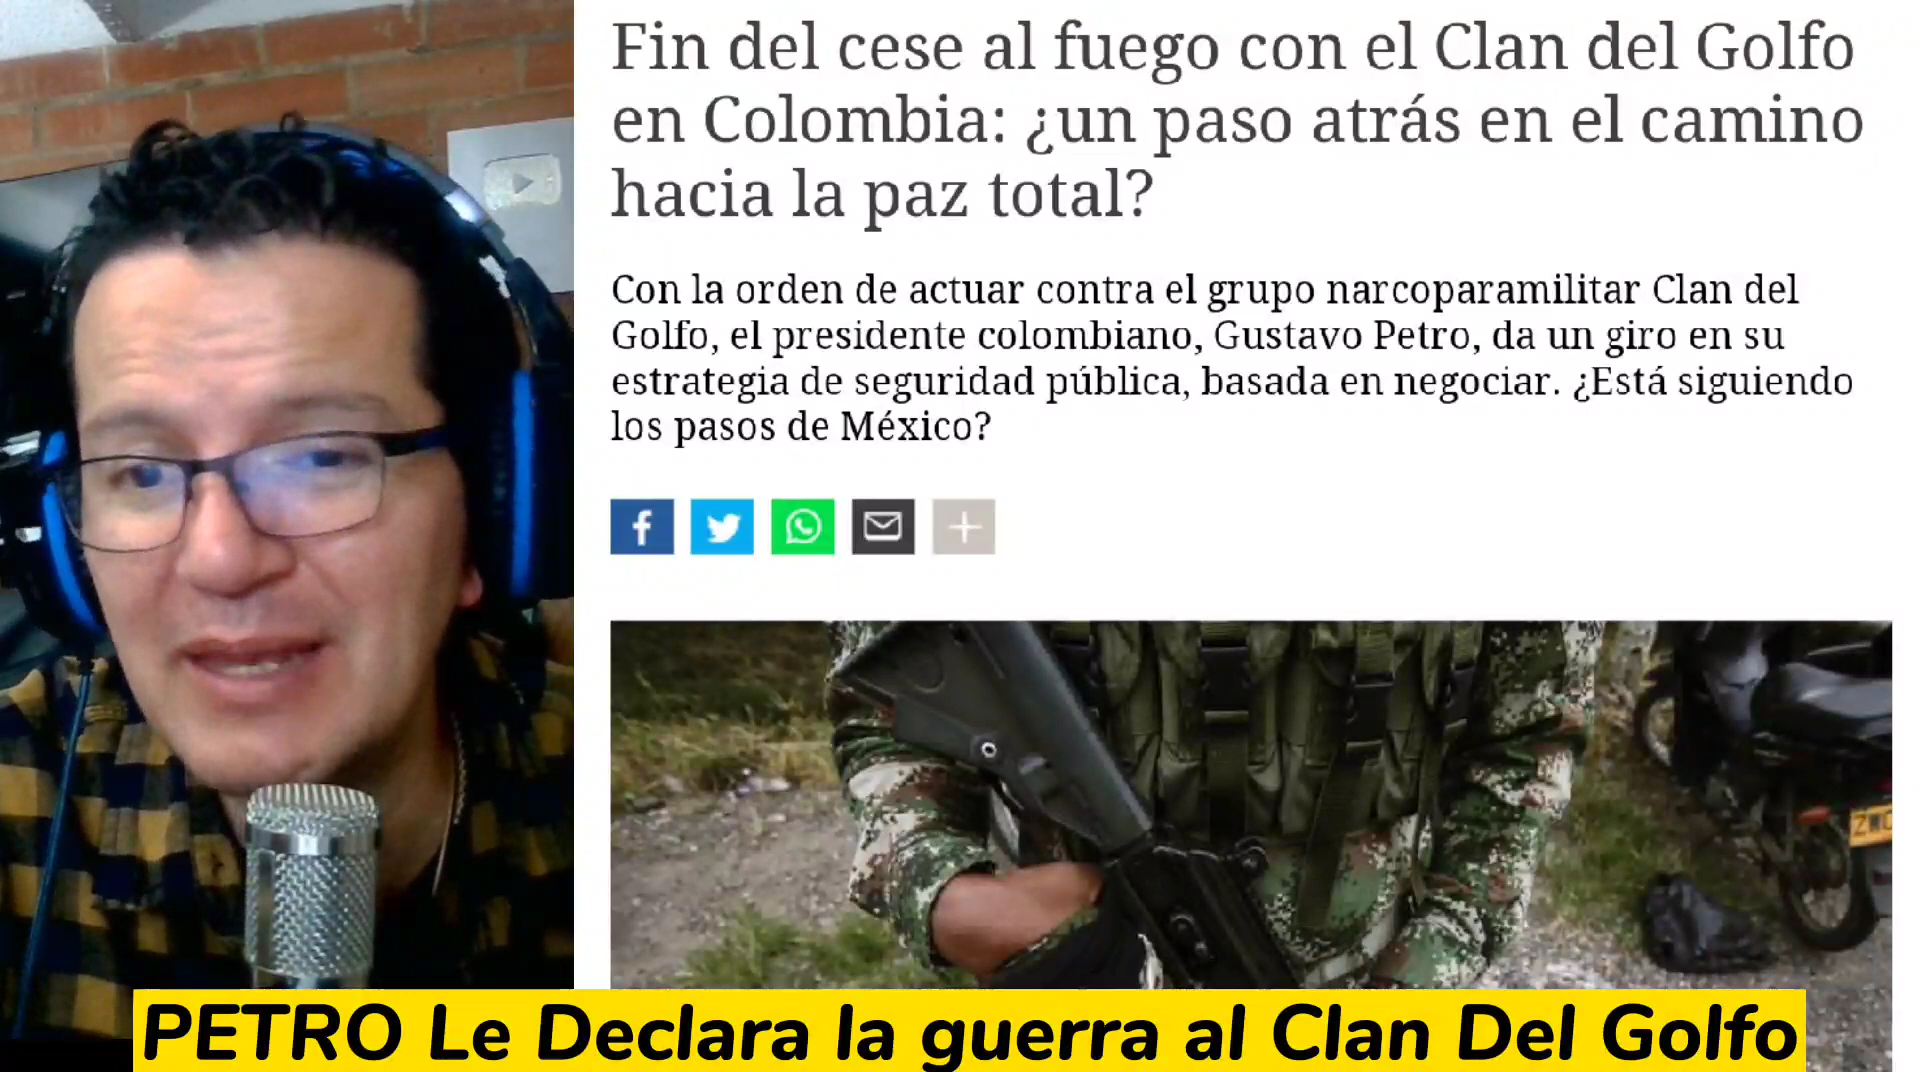 Fin del cese al fuego con el Clan del Golfo
en Colombia: ¿un paso atrás en el camino
hacia la paz total?
Con la orden de actuar contra el grupo narcoparamilitar Clan del
Golfo, el presidente colombiano, Gustavo Petro, da un giro en su
estrategia de seguridad pública, basada en negociar. ¿Está siguiendo
los pasos de México?
PETRO Le Declara la guerra al Clan Del Golfo